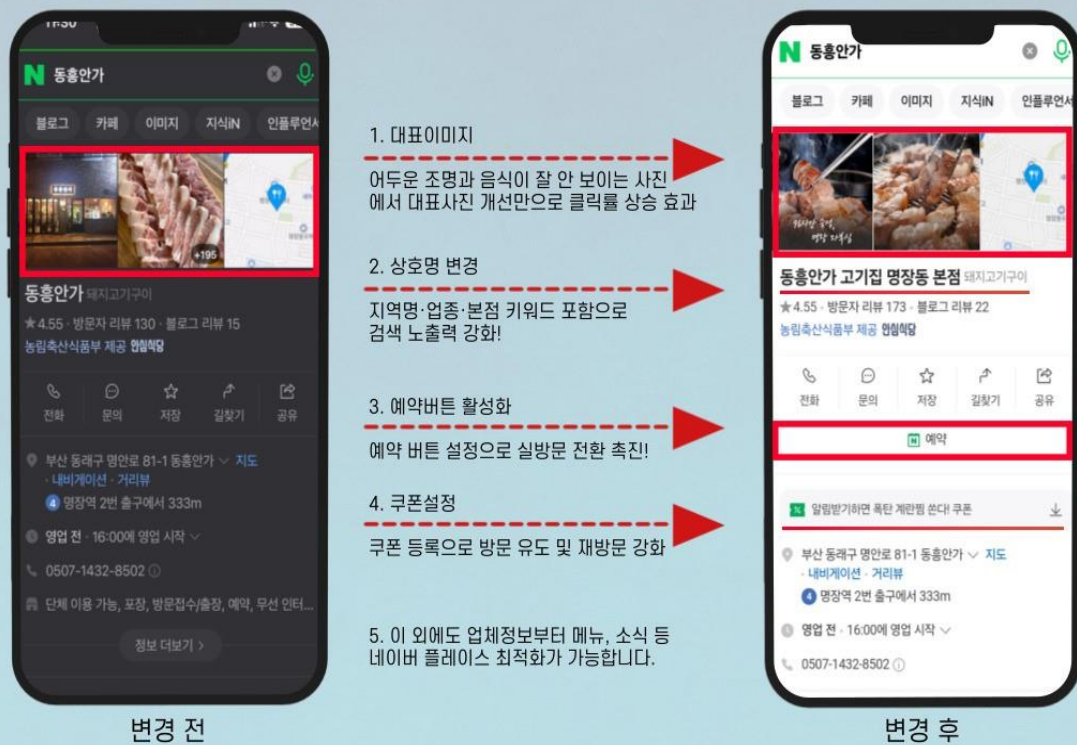 11:30
N 동흥안가
블로그 카페 이미지 지식iN 인플루언서
+195
동흥안가 돼지고기구이
★4.55 · 방문자 리뷰 130 · 블로그 리뷰 15
농림축산식품부 제공 안심식당
전화 문의 저장 길찾기 공유
부산 동래구 명안로 81-1 동흥안가 지도
· 내비게이션 · 거리뷰
4 명장역 2번 출구에서 333m
영업 전 · 16:00에 영업 시작
0507-1432-8502
단체 이용 가능, 포장, 방문접수/출장, 예약, 무선 인터...
정보 더보기 >
변경 전
1. 대표이미지
어두운 조명과 음식이 잘 안 보이는 사진
에서 대표사진 개선만으로 클릭률 상승 효과
2. 상호명 변경
지역명·업종·본점 키워드 포함으로
검색 노출력 강화!
3. 예약버튼 활성화
예약 버튼 설정으로 실방문 전환 촉진!
4. 쿠폰설정
쿠폰 등록으로 방문 유도 및 재방문 강화
5. 이 외에도 업체정보부터 메뉴, 소식 등
네이버 플레이스 최적화가 가능합니다.
N 동흥안가
블로그 카페 이미지 지식iN 인플루언서
동흥안가 고기집 명장동 본점 돼지고기구이
★4.55 · 방문자 리뷰 173 · 블로그 리뷰 22
농림축산식품부 제공 안심식당
전화 문의 저장 길찾기 공유
N 예약
알림받기하면 폭탄 계란찜 쏜다! 쿠폰
부산 동래구 명안로 81-1 동흥안가 지도
· 내비게이션 · 거리뷰
4 명장역 2번 출구에서 333m
영업 전 · 16:00에 영업 시작
0507-1432-8502
변경 후